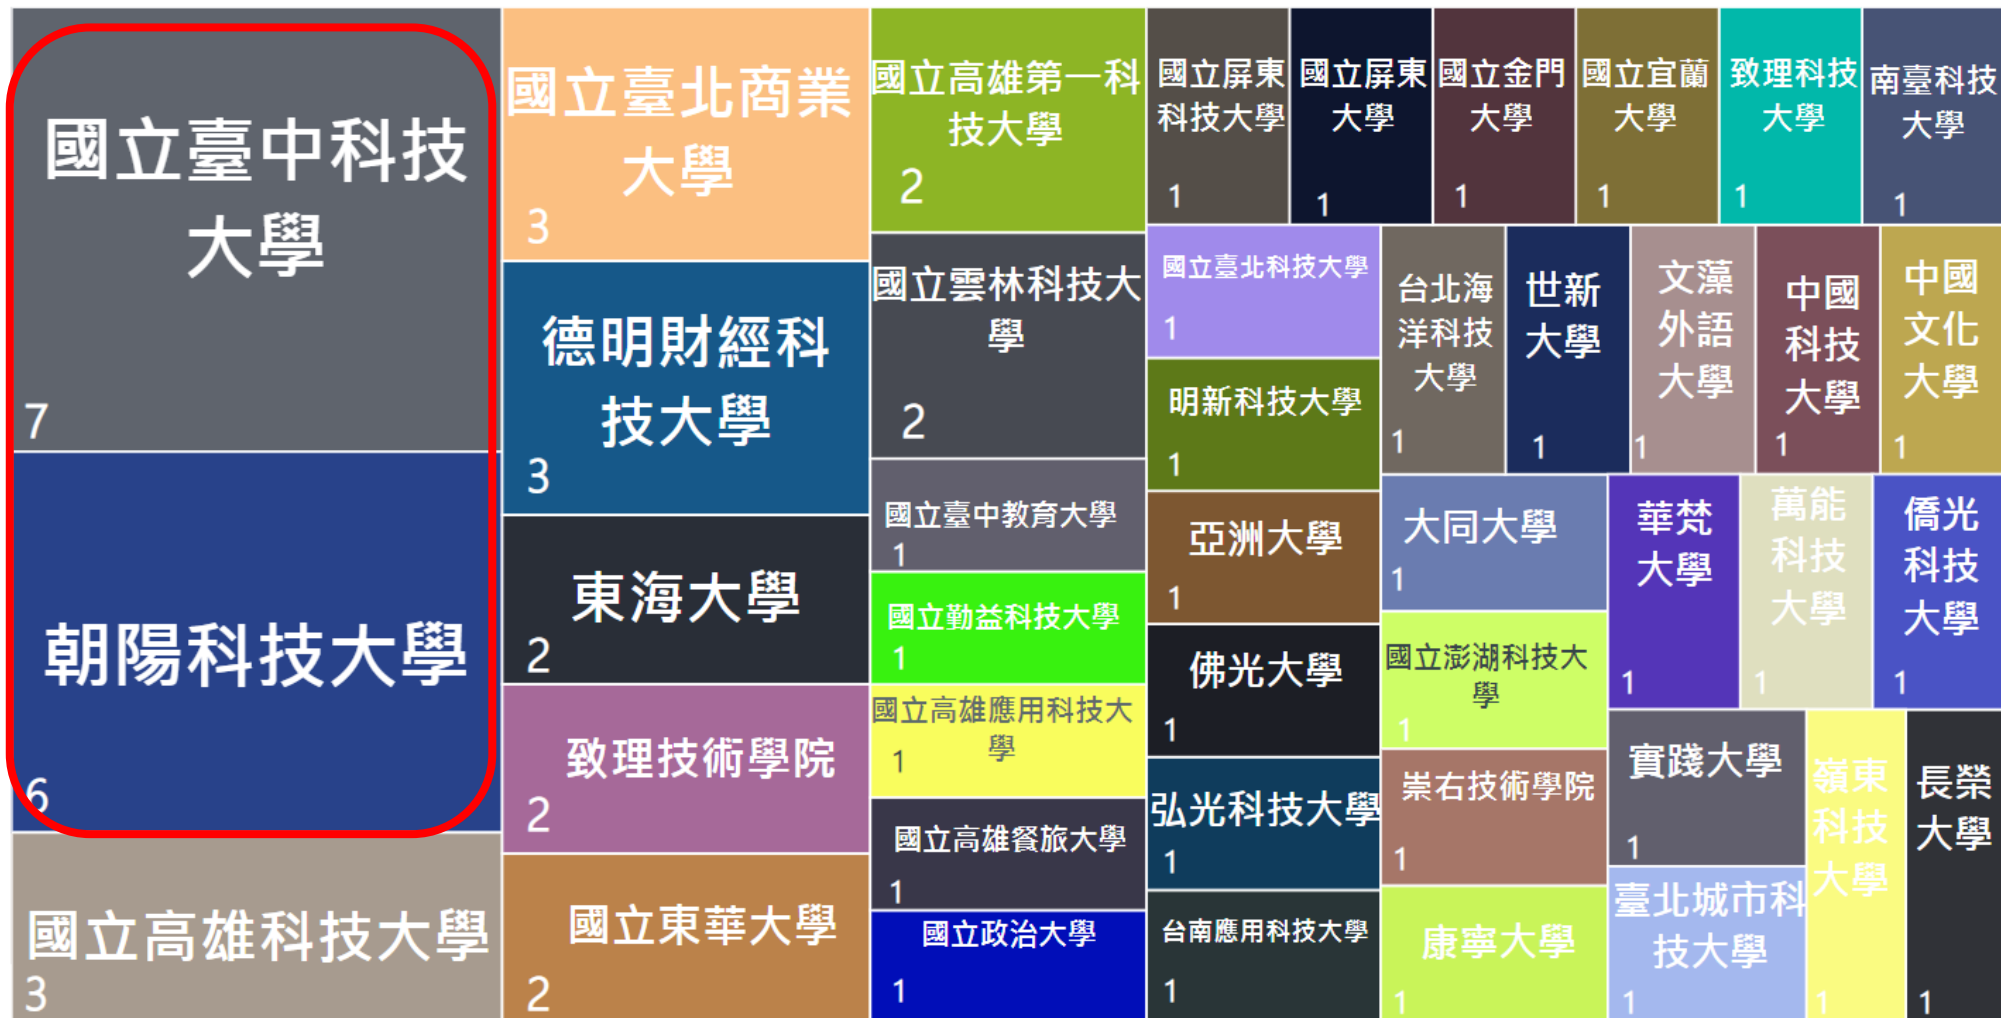 國立臺中科技
大學
7
朝陽科技大學
6
國立高雄科技大學
3
國立臺北商業
大學
3
德明財經科
技大學
3
東海大學
2
致理技術學院
2
國立東華大學
2
國立高雄第一科
技大學
2
國立雲林科技大
學
2
國立臺中教育大學
1
國立勤益科技大學
1
國立高雄應用科技大
學
1
國立高雄餐旅大學
1
國立政治大學
1
國立屏東
科技大學
1
國立屏東
大學
1
國立金門
大學
1
國立宜蘭
大學
1
致理科技
大學
1
南臺科技
大學
1
國立臺北科技大學
1
明新科技大學
1
亞洲大學
1
佛光大學
1
弘光科技大學
1
台南應用科技大學
1
台北海
洋科技
大學
1
世新
大學
1
文藻
外語
大學
1
中國
科技
大學
1
中國
文化
大學
1
大同大學
1
國立澎湖科技大
學
1
崇右技術學院
1
康寧大學
1
華梵
大學
1
萬能
科技
大學
1
僑光
科技
大學
1
實踐大學
1
臺北城市科
技大學
1
嶺東
科技
大學
1
長榮
大學
1